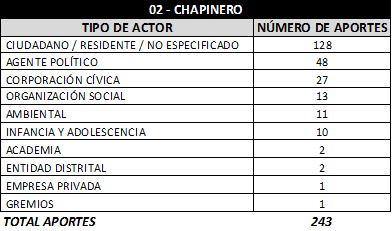 02 - CHAPINERO
TIPO DE ACTOR NÚMERO DE APORTES
CIUDADANO / RESIDENTE / NO ESPECIFICADO 128
AGENTE POLÍTICO 48
CORPORACIÓN CÍVICA 27
ORGANIZACIÓN SOCIAL 13
AMBIENTAL 11
INFANCIA Y ADOLESCENCIA 10
ACADEMIA 2
ENTIDAD DISTRITAL 2
EMPRESA PRIVADA 1
GREMIOS 1
TOTAL APORTES 243